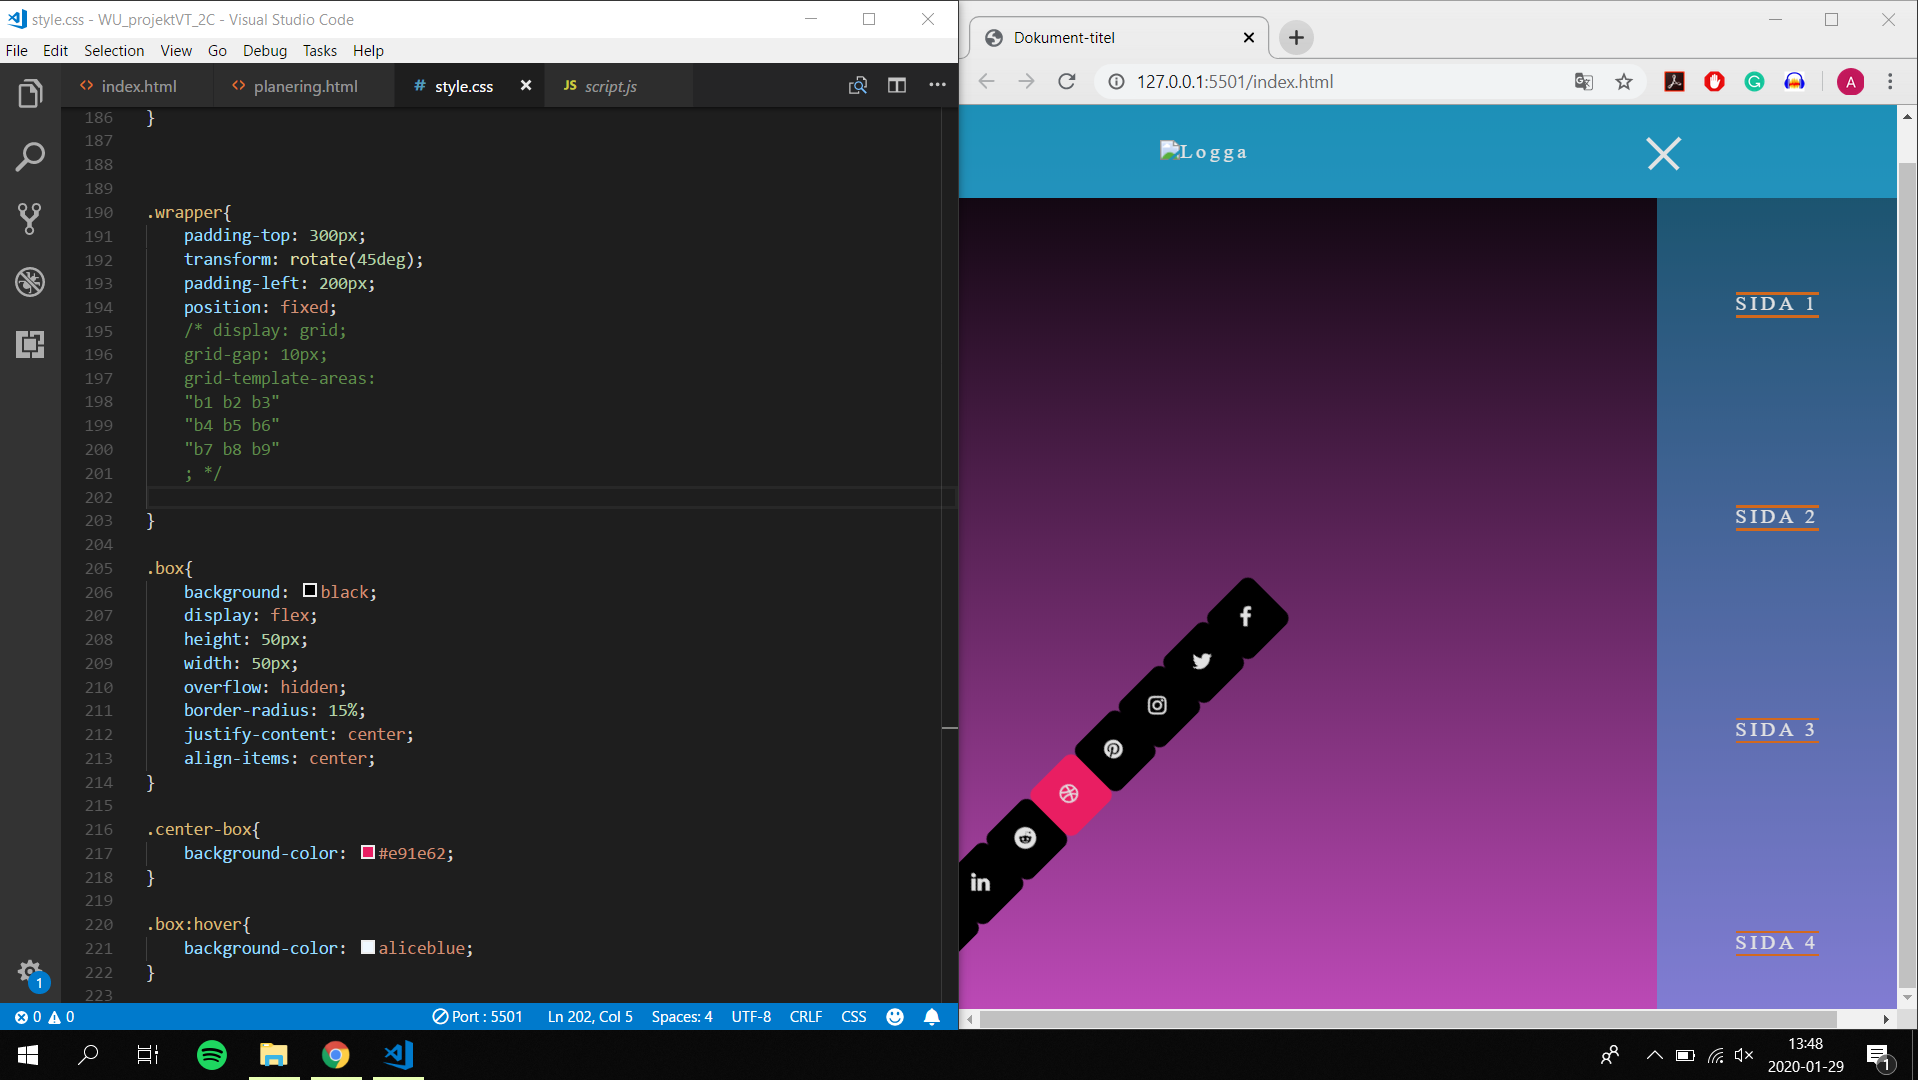 style.css - WU_projektVT_2C - Visual Studio Code
File Edit Selection View Go Debug Tasks Help
index.html
planering.html
# style.css
JS script.js
186 }
187
188
189
190 .wrapper{
191 padding-top: 300px;
192 transform: rotate(45deg);
193 padding-left: 200px;
194 position: fixed;
195 /* display: grid;
196 grid-gap: 10px;
197 grid-template-areas:
198 "b1 b2 b3"
199 "b4 b5 b6"
200 "b7 b8 b9"
201 ; */
202
203 }
204
205 .box{
206 background: black;
207 display: flex;
208 height: 50px;
209 width: 50px;
210 overflow: hidden;
211 border-radius: 15%;
212 justify-content: center;
213 align-items: center;
214 }
215
216 .center-box{
217 background-color: #e91e62;
218 }
219
220 .box:hover{
221 background-color: aliceblue;
222 }
223
1
0 0 Port : 5501 Ln 202, Col 5 Spaces: 4 UTF-8 CRLF CSS
Dokument-titel
127.0.0.1:5501/index.html
A
Logga
SIDA 1
SIDA 2
SIDA 3
SIDA 4
f
in
13:48
2020-01-29
1